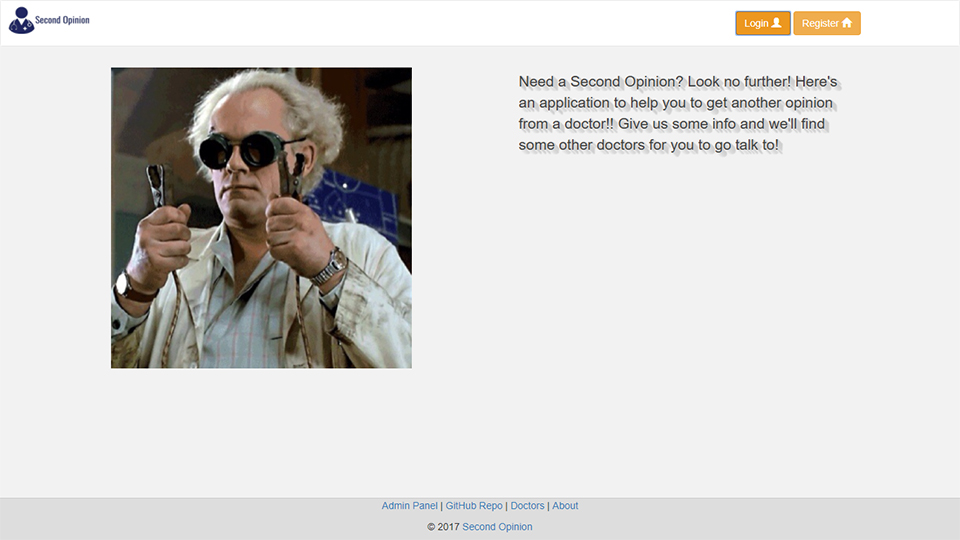 Second Opinion
Login
Register
Need a Second Opinion? Look no further! Here's
an application to help you to get another opinion
from a doctor!! Give us some info and we'll find
some other doctors for you to go talk to!
Admin Panel | GitHub Repo | Doctors | About
© 2017 Second Opinion